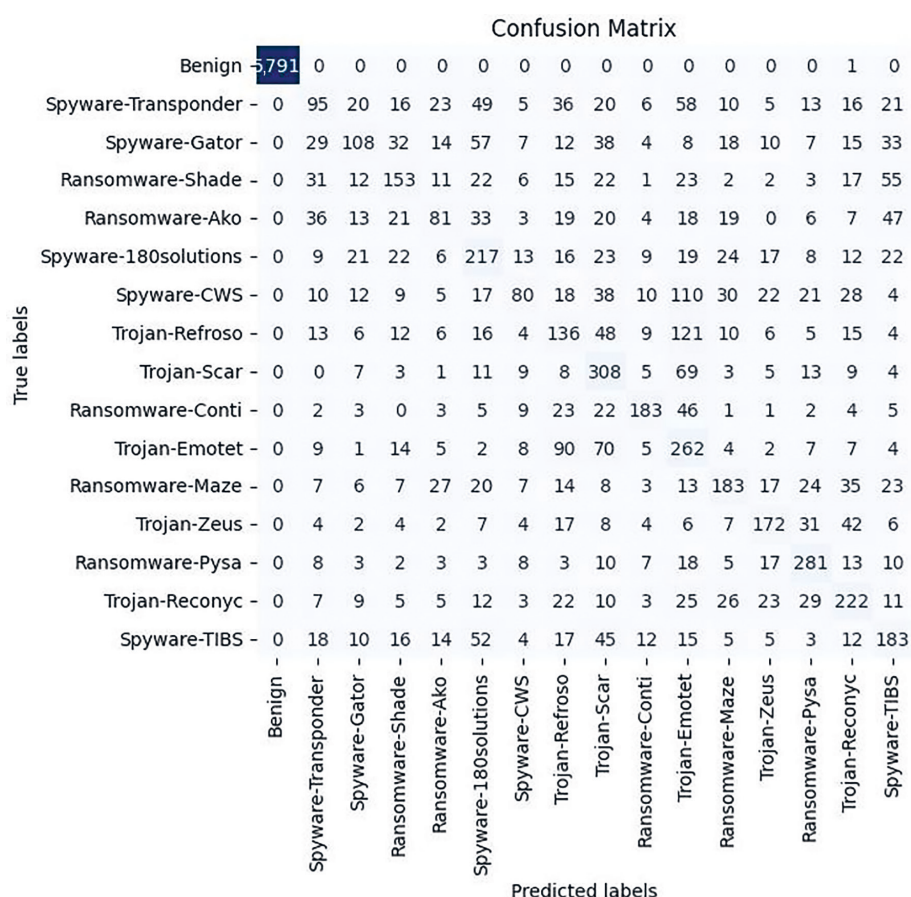 Confusion Matrix
Benign 5,791 0 0 0 0 0 0 0 0 0 0 0 0 0 1 0
Spyware-Transponder 0 95 20 16 23 49 5 36 20 6 58 10 5 13 16 21
Spyware-Gator 0 29 108 32 14 57 7 12 38 4 8 18 10 7 15 33
Ransomware-Shade 0 31 12 153 11 22 6 15 22 1 23 2 2 3 17 55
Ransomware-Ako 0 36 13 21 81 33 3 19 20 4 18 19 0 6 7 47
Spyware-180solutions 0 9 21 22 6 217 13 16 23 9 19 24 17 8 12 22
Spyware-CWS 0 10 12 9 5 17 80 18 38 10 110 30 22 21 28 4
Trojan-Refroso 0 13 6 12 6 16 4 136 48 9 121 10 6 5 15 4
Trojan-Scar 0 0 7 3 1 11 9 8 308 5 69 3 5 13 9 4
Ransomware-Conti 0 2 3 0 3 5 9 23 22 183 46 1 1 2 4 5
Trojan-Emotet 0 9 1 14 5 2 8 90 70 5 262 4 2 7 7 4
Ransomware-Maze 0 7 6 7 27 20 7 14 8 3 13 183 17 24 35 23
Trojan-Zeus 0 4 2 4 2 7 4 17 8 4 6 7 172 31 42 6
Ransomware-Pysa 0 8 3 2 3 3 8 3 10 7 18 5 17 281 13 10
Trojan-Reconyc 0 7 9 5 5 12 3 22 10 3 25 26 23 29 222 11
Spyware-TIBS 0 18 10 16 14 52 4 17 45 12 15 5 5 3 12 183
True labels
Benign
Spyware-Transponder
Spyware-Gator
Ransomware-Shade
Ransomware-Ako
Spyware-180solutions
Spyware-CWS
Trojan-Refroso
Trojan-Scar
Ransomware-Conti
Trojan-Emotet
Ransomware-Maze
Trojan-Zeus
Ransomware-Pysa
Trojan-Reconyc
Spyware-TIBS
Predicted labels